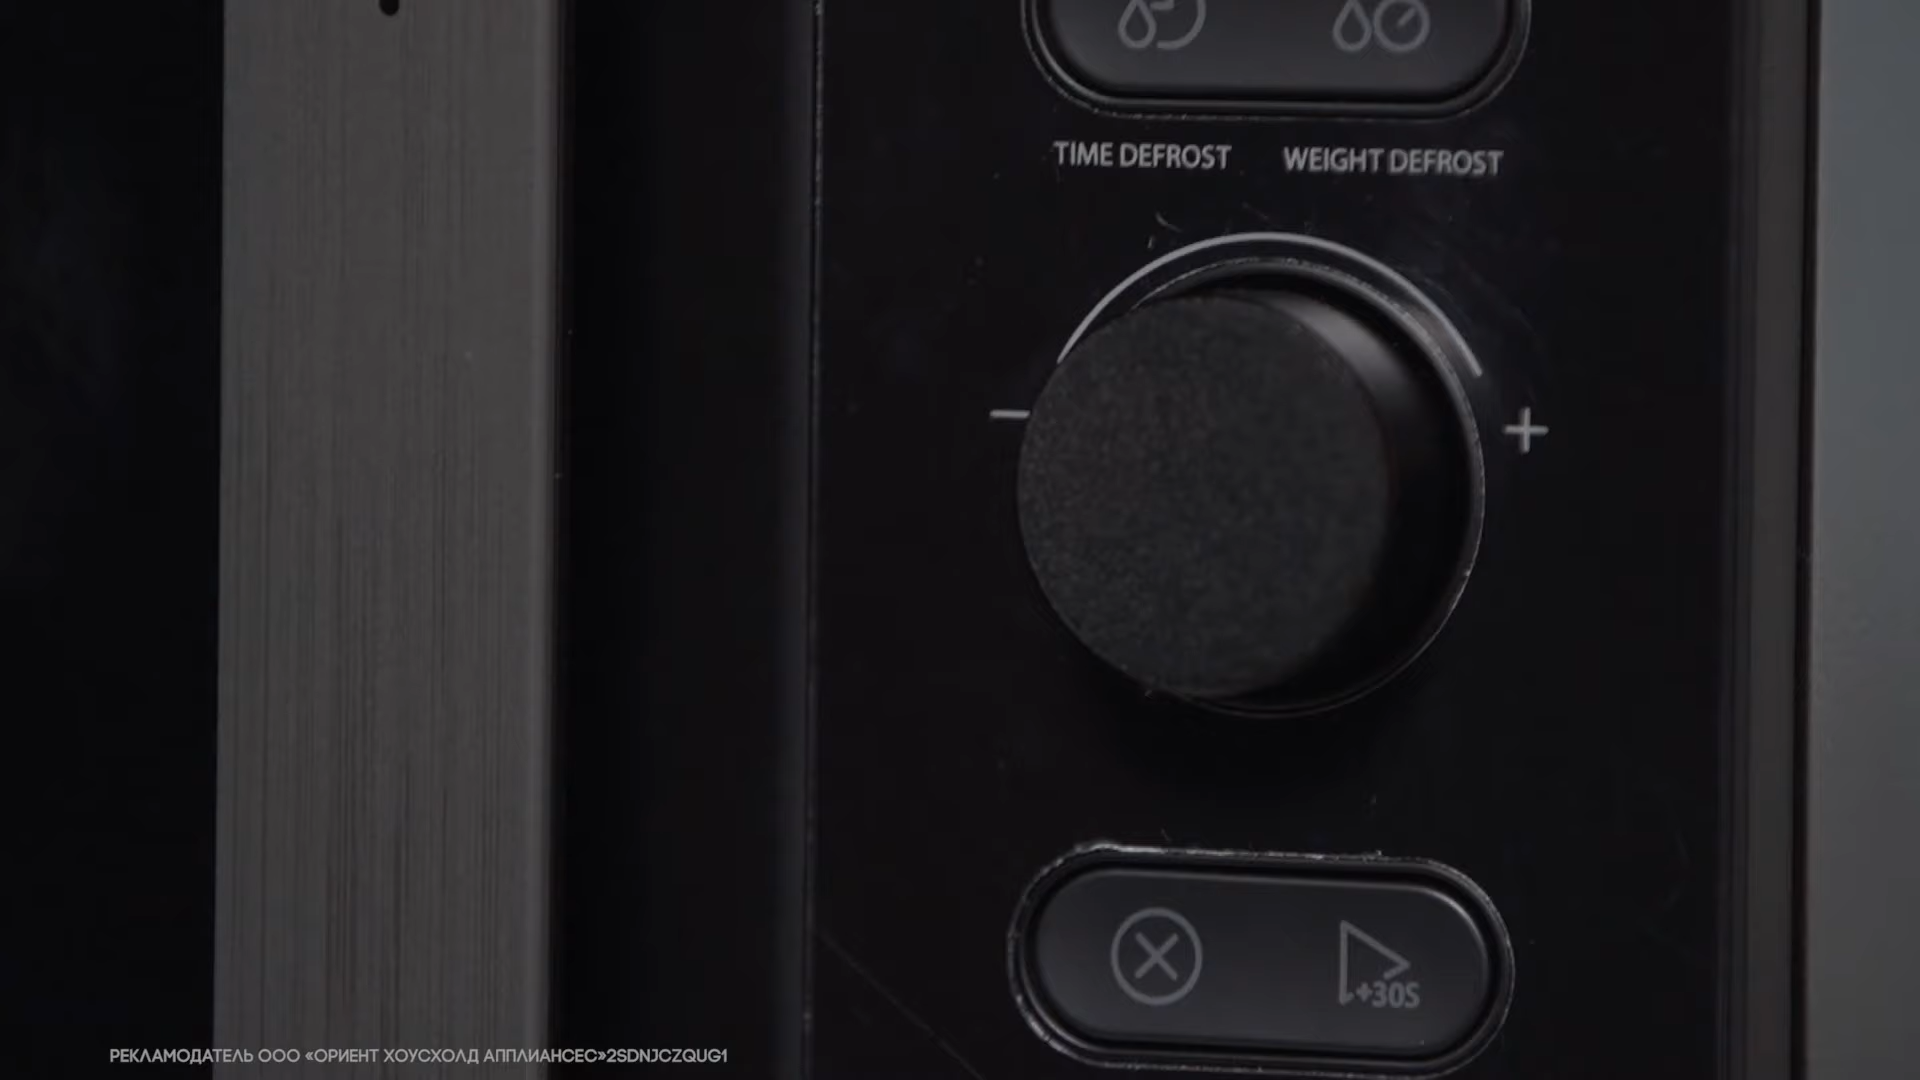 TIME DEFROST WEIGHT DEFROST
− +
+30S
РЕКЛАМОДАТЕЛЬ ООО «ОРИЕНТ ХОУСХОЛД АППЛИАНСЕС»2SDNJCZQUG1